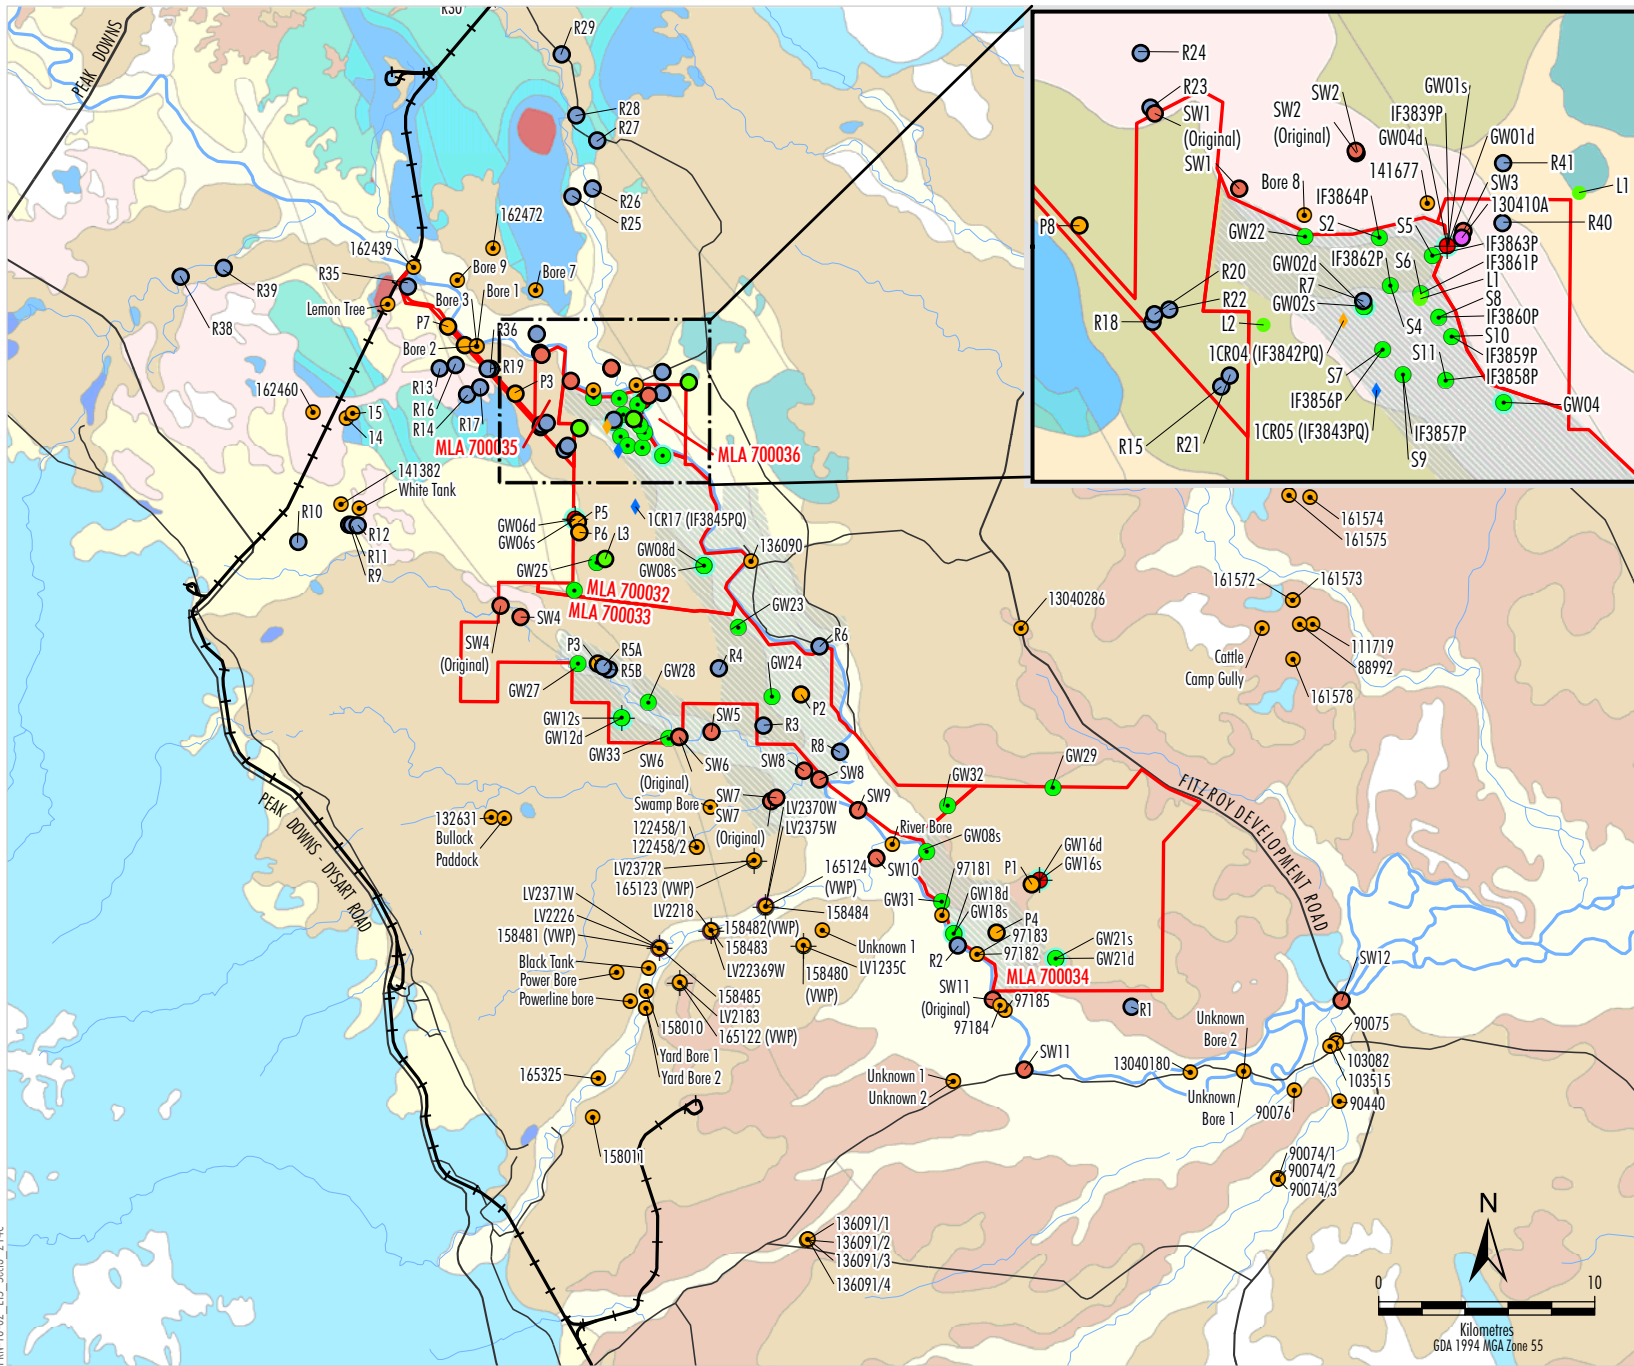 R30
PEAK DOWNS
R29
R28
R27
R26
R25
162472
162439
R35
Bore 9
Bore 7
Bore 3
Bore 1
R39
R38
Lemon Tree
P7
R36
Bore 2
R19
R13
P3
R16
R14
R17
162460
15
14
MLA 700035
MLA 700036
141382
White Tank
R10
R12
R11
R9
1CR17 (IF3845PQ)
P5
GW06d
GW06s
P6
L3
GW25
GW08d
GW08s
136090
MLA 700032
MLA 700033
GW23
SW4
SW4
(Original)
P3
R5A
R5B
R4
R6
GW24
GW27
GW28
P2
GW12s
GW12d
GW33
SW5
R3
R8
SW6
(Original)
SW6
SW8
SW8
SW9
GW32
GW29
Swamp Bore
SW7
SW7
(Original)
LV2370W
LV2375W
River Bore
GW08s
132631
Bullock
Paddock
122458/1
122458/2
LV2372R
165123 (VWP)
165124
(VWP)
SW10
97181
P1
GW16d
GW16s
GW31
GW18d
GW18s
P4
97183
97182
GW21s
GW21d
R2
MLA 700034
LV2371W
LV2226
158481 (VWP)
LV2218
158482(VWP)
158483
158484
Unknown 1
LV1235C
158480
(VWP)
LV22369W
Black Tank
Power Bore
Powerline bore
158485
LV2183
165122 (VWP)
158010
Yard Bore 1
Yard Bore 2
165325
158011
SW11
(Original)
97185
97184
R1
SW11
Unknown 1
Unknown 2
13040180
Unknown
Bore 2
Unknown
Bore 1
SW12
90075
103082
103515
90440
90076
90074/1
90074/2
90074/3
136091/1
136091/2
136091/3
136091/4
PEAK DOWNS - DYSART ROAD
FITZROY DEVELOPMENT ROAD
13040286
161574
161575
161572
161573
111719
88992
Cattle
Camp Gully
161578
R24
R23
SW1
(Original)
SW1
SW2
SW2
(Original)
GW01s
IF3839P
GW04d
GW01d
141677
R41
L1
SW3
130410A
R40
Bore 8
IF3864P
S2
S5
GW22
P8
IF3863P
IF3861P
L1
S8
IF3860P
S10
IF3859P
IF3858P
IF3862P
S6
GW02d
R7
GW02s
R20
R22
R18
L2
S4
1CR04 (IF3842PQ)
S11
S7
IF3856P
GW04
1CR05 (IF3843PQ)
IF3857P
S9
R15
R21
N
0 10
Kilometres
GDA 1994 MGA Zone 55